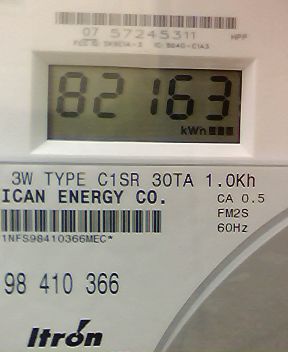 07 57245311 MPP
82163
kWh
3W TYPE C1SR 30TA 1.0Kh
ICAN ENERGY CO.
CA 0.5
FM2S
60Hz
1NFS98410366MEC*
98 410 366
Itron